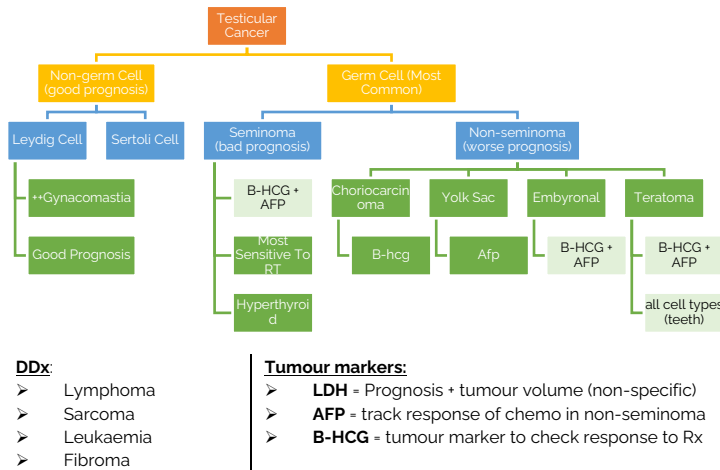 Testicular
Cancer
Non-germ Cell
(good prognosis)
Germ Cell (Most
Common)
Leydig Cell
Sertoli Cell
Seminoma
(bad prognosis)
Non-seminoma
(worse prognosis)
++Gynacomastia
Good Prognosis
B-HCG +
AFP
Most
Sensitive To
RT
Hyperthyroi
d
Choriocarcin
oma
B-hcg
Yolk Sac
Afp
Embyronal
B-HCG +
AFP
Teratoma
B-HCG +
AFP
all cell types
(teeth)
DDx:
➢ Lymphoma
➢ Sarcoma
➢ Leukaemia
➢ Fibroma
Tumour markers:
➢ LDH = Prognosis + tumour volume (non-specific)
➢ AFP = track response of chemo in non-seminoma
➢ B-HCG = tumour marker to check response to Rx